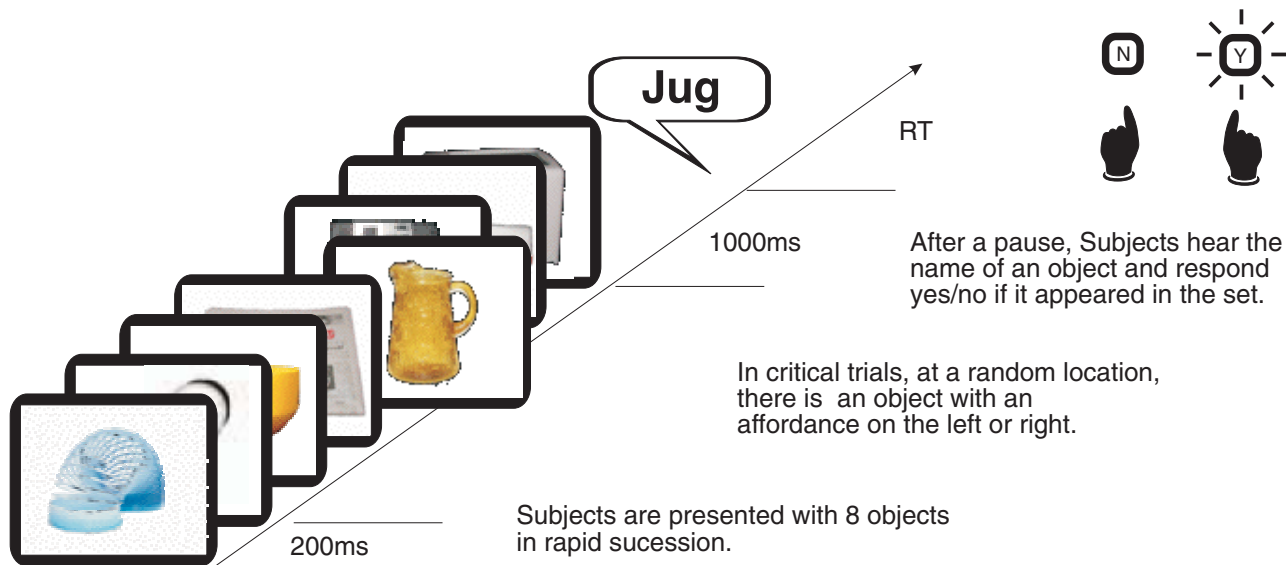 N
Y
Jug
RT
1000ms
After a pause, Subjects hear the
name of an object and respond
yes/no if it appeared in the set.
In critical trials, at a random location,
there is an object with an
affordance on the left or right.
200ms
Subjects are presented with 8 objects
in rapid sucession.